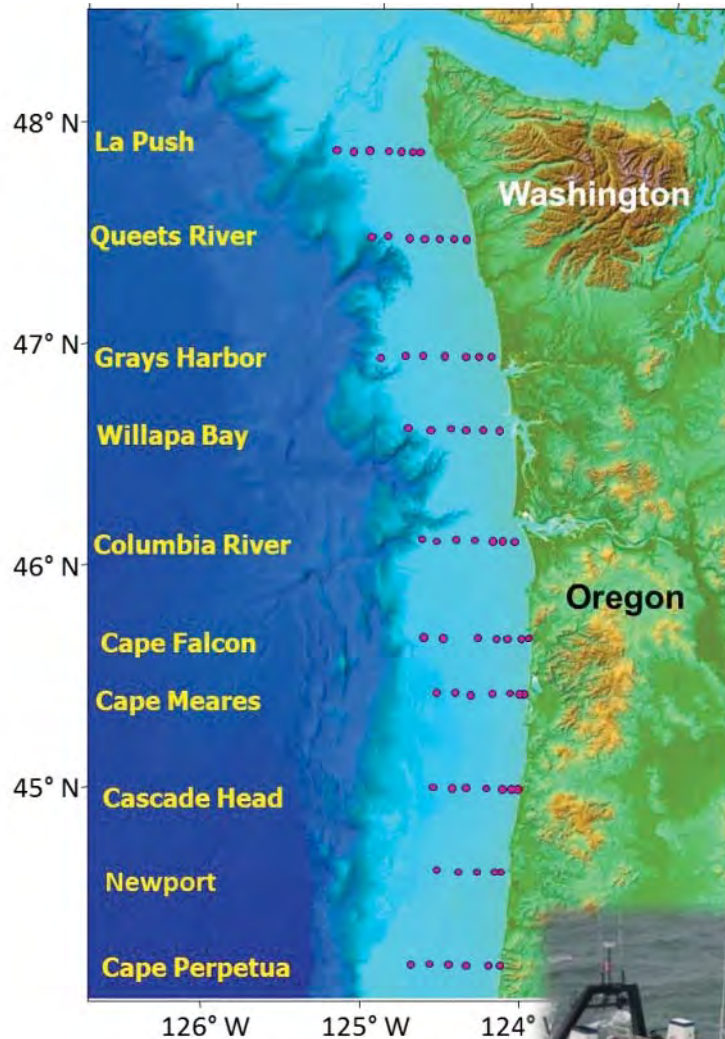 48° N
La Push
Washington
Queets River
47° N
Grays Harbor
Willapa Bay
Columbia River
46° N
Oregon
Cape Falcon
Cape Meares
45° N
Cascade Head
Newport
Cape Perpetua
126° W
125° W
124°